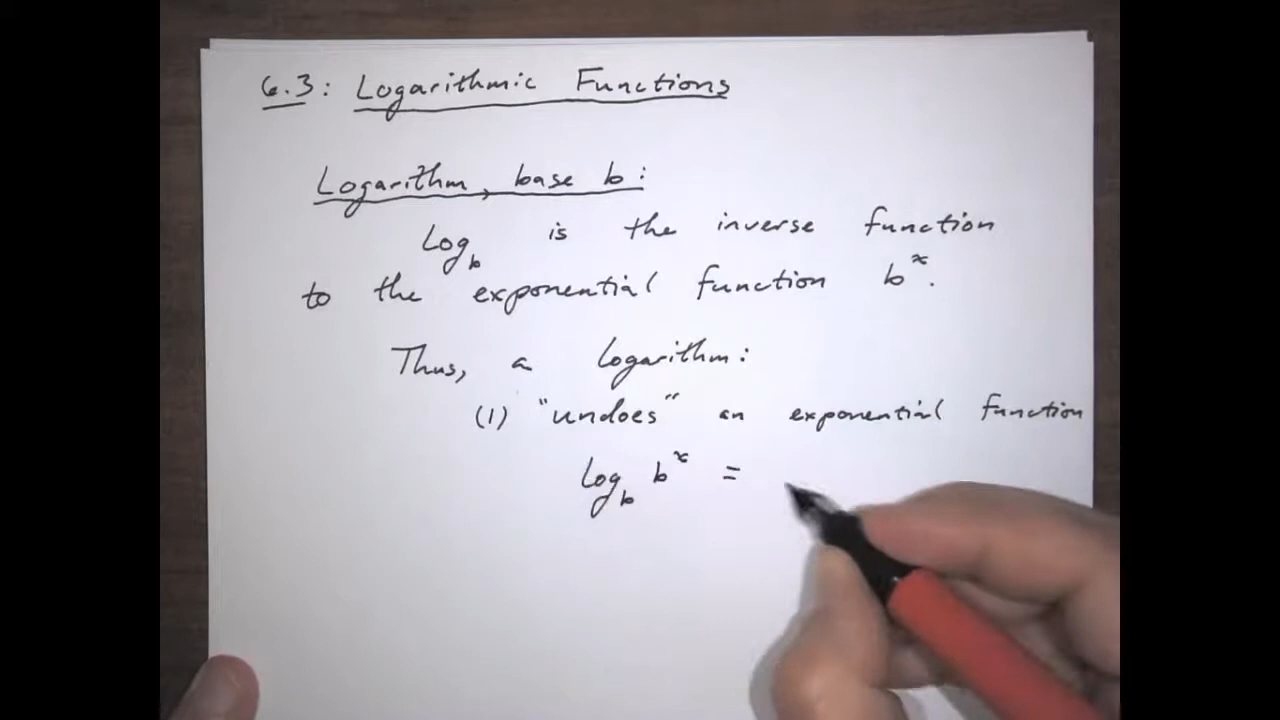 6.3: Logarithmic Functions
Logarithm, base b:
log_b is the inverse function
to the exponential function b^x.
Thus, a logarithm:
(1) "undoes" an exponential function
log_b b^x =